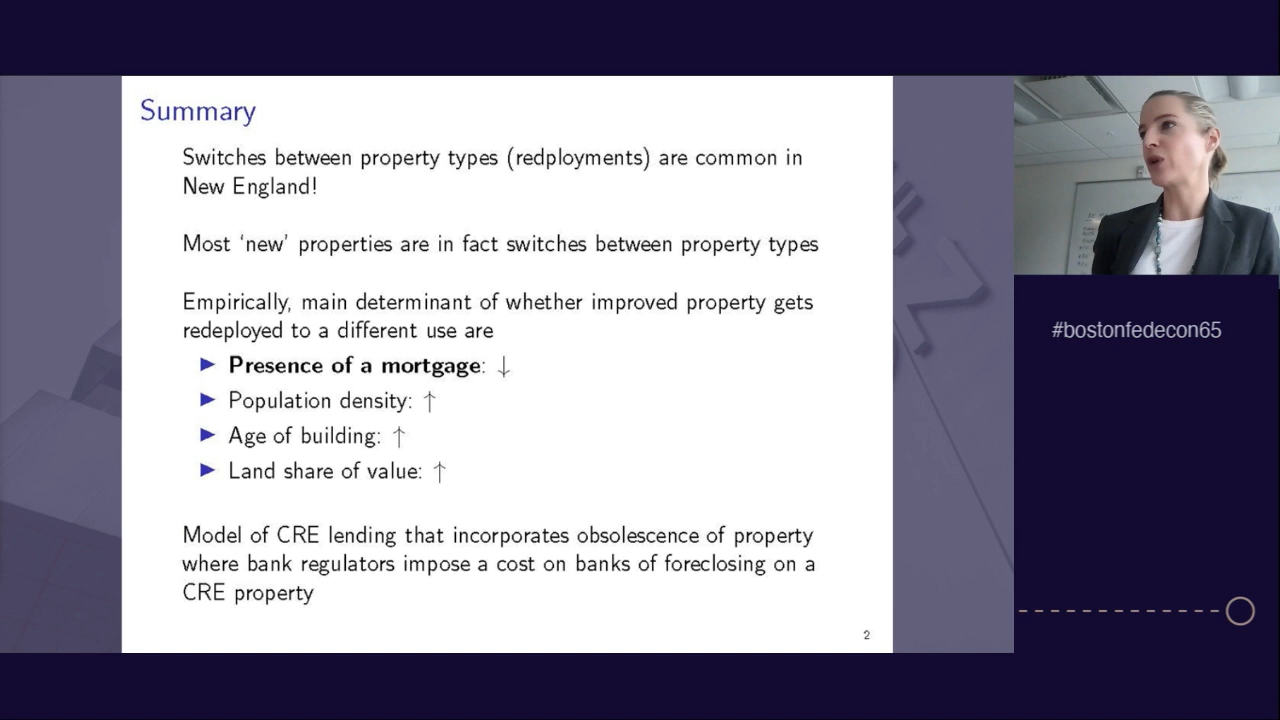 Summary
Switches between property types (redployments) are common in
New England!
Most ‘new’ properties are in fact switches between property types
Empirically, main determinant of whether improved property gets
redeployed to a different use are
▶ Presence of a mortgage: ↓
▶ Population density: ↑
▶ Age of building: ↑
▶ Land share of value: ↑
Model of CRE lending that incorporates obsolescence of property
where bank regulators impose a cost on banks of foreclosing on a
CRE property
2
#bostonfedecon65